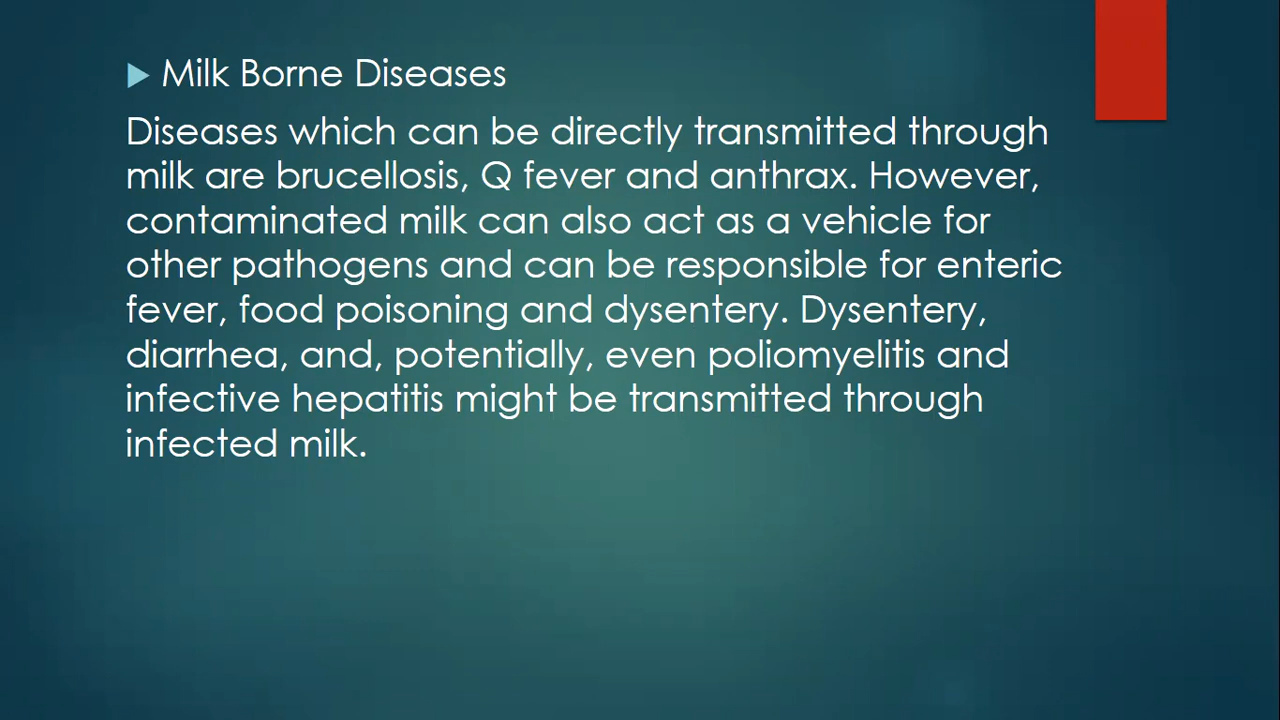 Milk Borne Diseases
Diseases which can be directly transmitted through
milk are brucellosis, Q fever and anthrax. However,
contaminated milk can also act as a vehicle for
other pathogens and can be responsible for enteric
fever, food poisoning and dysentery. Dysentery,
diarrhea, and, potentially, even poliomyelitis and
infective hepatitis might be transmitted through
infected milk.